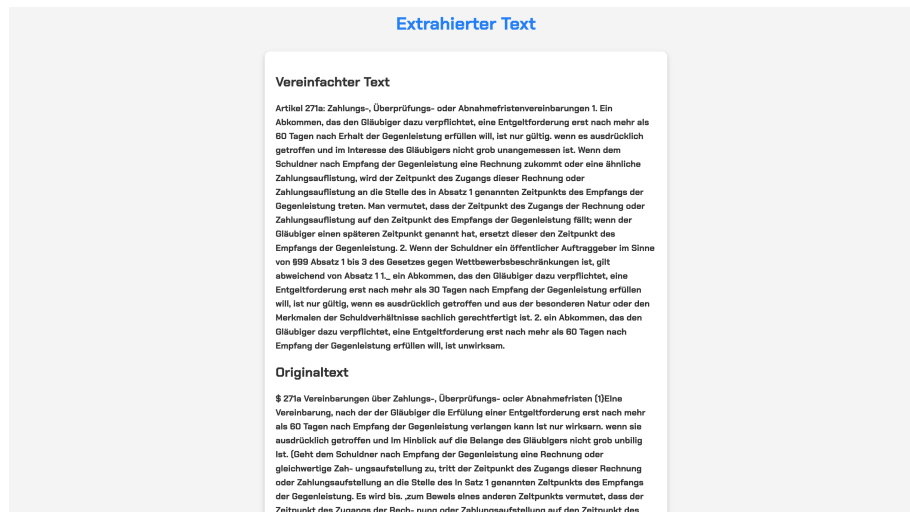 Extrahierter Text
Vereinfachter Text
Artikel 271a: Zahlungs-, Überprüfungs- oder Abnahmefristenvereinbarungen 1. Ein
Abkommen, das den Gläubiger dazu verpflichtet, eine Entgeltforderung erst nach mehr als
60 Tagen nach Erhalt der Gegenleistung erfüllen will, ist nur gültig. wenn es ausdrücklich
getroffen und im Interesse des Gläubigers nicht grob unangemessen ist. Wenn dem
Schuldner nach Empfang der Gegenleistung eine Rechnung zukommt oder eine ähnliche
Zahlungsauflistung, wird der Zeitpunkt des Zugangs dieser Rechnung oder
Zahlungsauflistung an die Stelle des in Absatz 1 genannten Zeitpunkts des Empfangs der
Gegenleistung treten. Man vermutet, dass der Zeitpunkt des Zugangs der Rechnung oder
Zahlungsauflistung auf den Zeitpunkt des Empfangs der Gegenleistung fällt; wenn der
Gläubiger einen späteren Zeitpunkt genannt hat, ersetzt dieser den Zeitpunkt des
Empfangs der Gegenleistung. 2. Wenn der Schuldner ein öffentlicher Auftraggeber im Sinne
von §99 Absatz 1 bis 3 des Gesetzes gegen Wettbewerbsbeschränkungen ist, gilt
abweichend von Absatz 1 1._ ein Abkommen, das den Gläubiger dazu verpflichtet, eine
Entgeltforderung erst nach mehr als 30 Tagen nach Empfang der Gegenleistung erfüllen
will, ist nur gültig, wenn es ausdrücklich getroffen und aus der besonderen Natur oder den
Merkmalen der Schuldverhältnisse sachlich gerechtfertigt ist. 2. ein Abkommen, das den
Gläubiger dazu verpflichtet, eine Entgeltforderung erst nach mehr als 60 Tagen nach
Empfang der Gegenleistung erfüllen will, ist unwirksam.
Originaltext
$ 271a Vereinbarungen über Zahlungs-, Überprüfungs- ocler Abnahmefristen (1)EIne
Vereinbarung, nach der der Gläubige die Erfülung einer Entgeltforderung erst nach mehr
als 60 Tagen nach Empfang der Gegenleistung verlangen kann Ist nur wirksarn. wenn sie
ausdrücklich getroffen und Im Hinblick auf die Belange des GläubIgers nicht grob unbilig
Ist. (Geht dem Schuldner nach Empfang der Gegenleistung eine Rechnung oder
gleichwertige Zah- ungsaufstellung zu, tritt der Zeitpunkt des Zugangs dieser Rechnung
oder Zahlungsaufstellung an die Stelle des In Satz 1 genannten Zeltpunkts des Empfangs
der Gegenleistung. Es wird bis. ,zum Bewels elnes anderen Zeltpunkts vermutet, dass der
Zeitpunkt des Zugangs der Rech- nung oder Zahlungsaufstellung auf den Zeitpunkt des